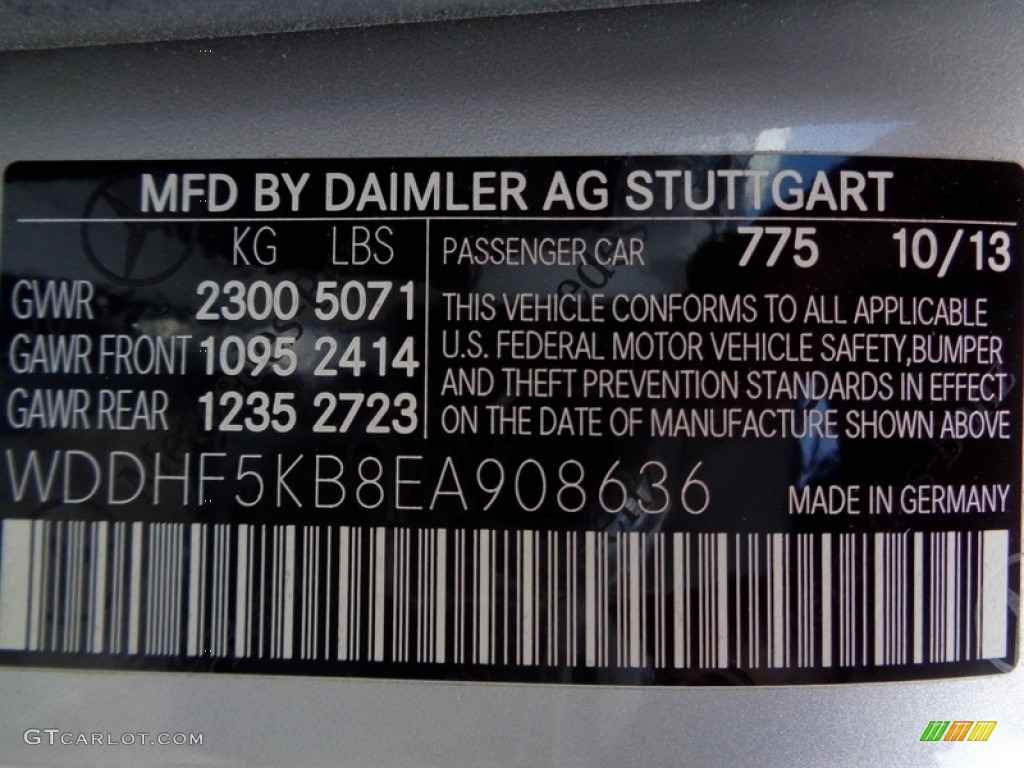 MFD BY DAIMLER AG STUTTGART
KG LBS
GVWR 2300 5071
GAWR FRONT 1095 2414
GAWR REAR 1235 2723
PASSENGER CAR 775 10/13
THIS VEHICLE CONFORMS TO ALL APPLICABLE
U.S. FEDERAL MOTOR VEHICLE SAFETY,BUMPER
AND THEFT PREVENTION STANDARDS IN EFFECT
ON THE DATE OF MANUFACTURE SHOWN ABOVE
WDDHF5KB8EA908636
MADE IN GERMANY
GTCARLOT.COM